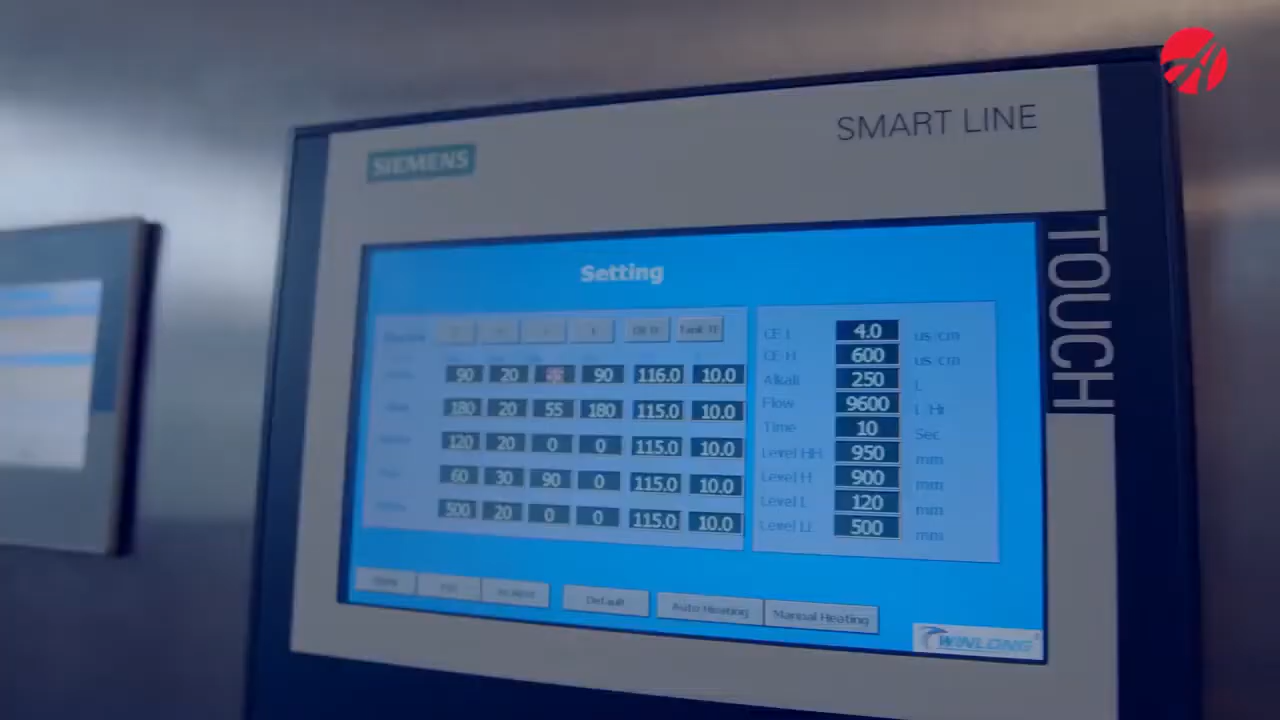 SMART LINE
SIEMENS
TOUCH
Setting
Tank TE
90 20 90 116.0 10.0
180 20 55 180 115.0 10.0
120 20 0 0 115.0 10.0
60 30 90 0 115.0 10.0
500 20 0 0 115.0 10.0
CE L 4.0 us/cm
CE H 600 us/cm
Alkali 250 L
Flow 9600 L/Hr
Time 10 Sec
Level HH 950 mm
Level H 900 mm
Level L 120 mm
Level LL 500 mm
Default Auto Heating Manual Heating
WINLONG